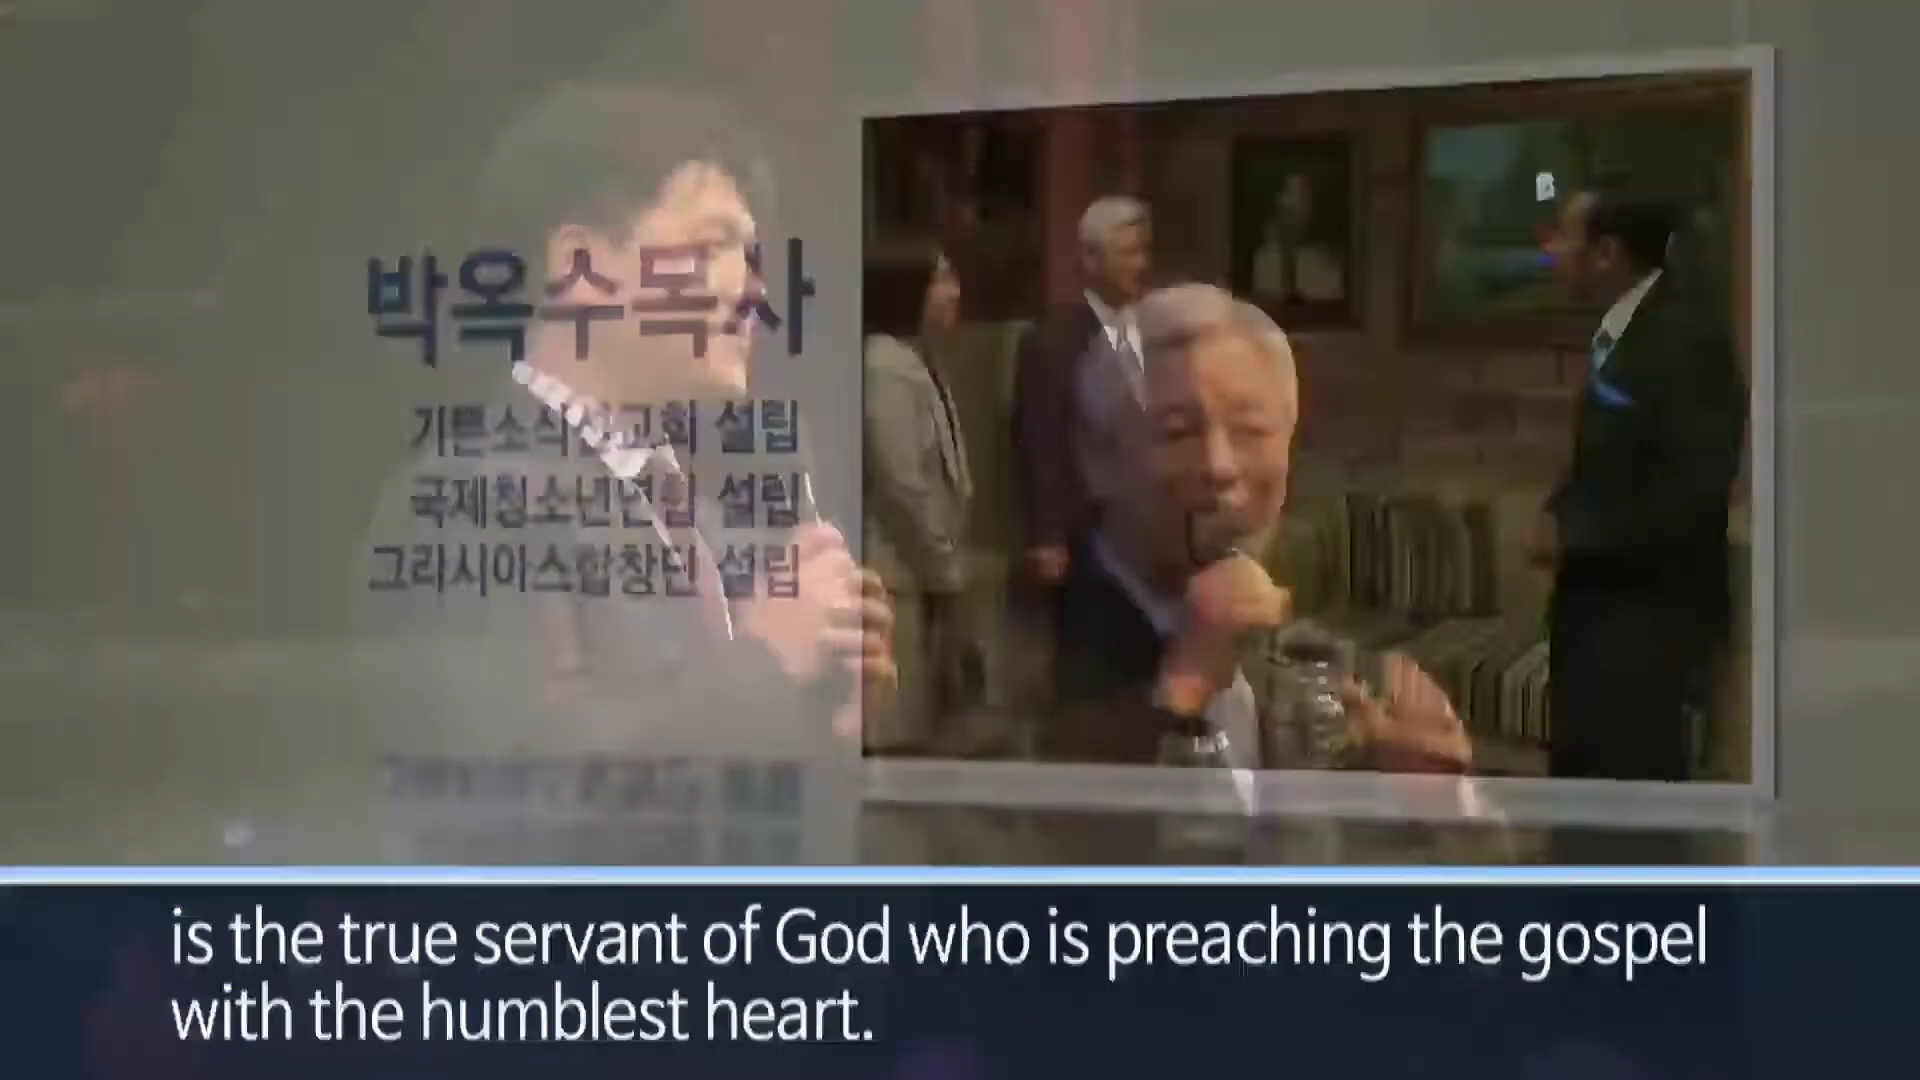 박옥수목사
기쁜소식선교회 설립
국제청소년연합 설립
그라시아스합창단 설립
is the true servant of God who is preaching the gospel
with the humblest heart.